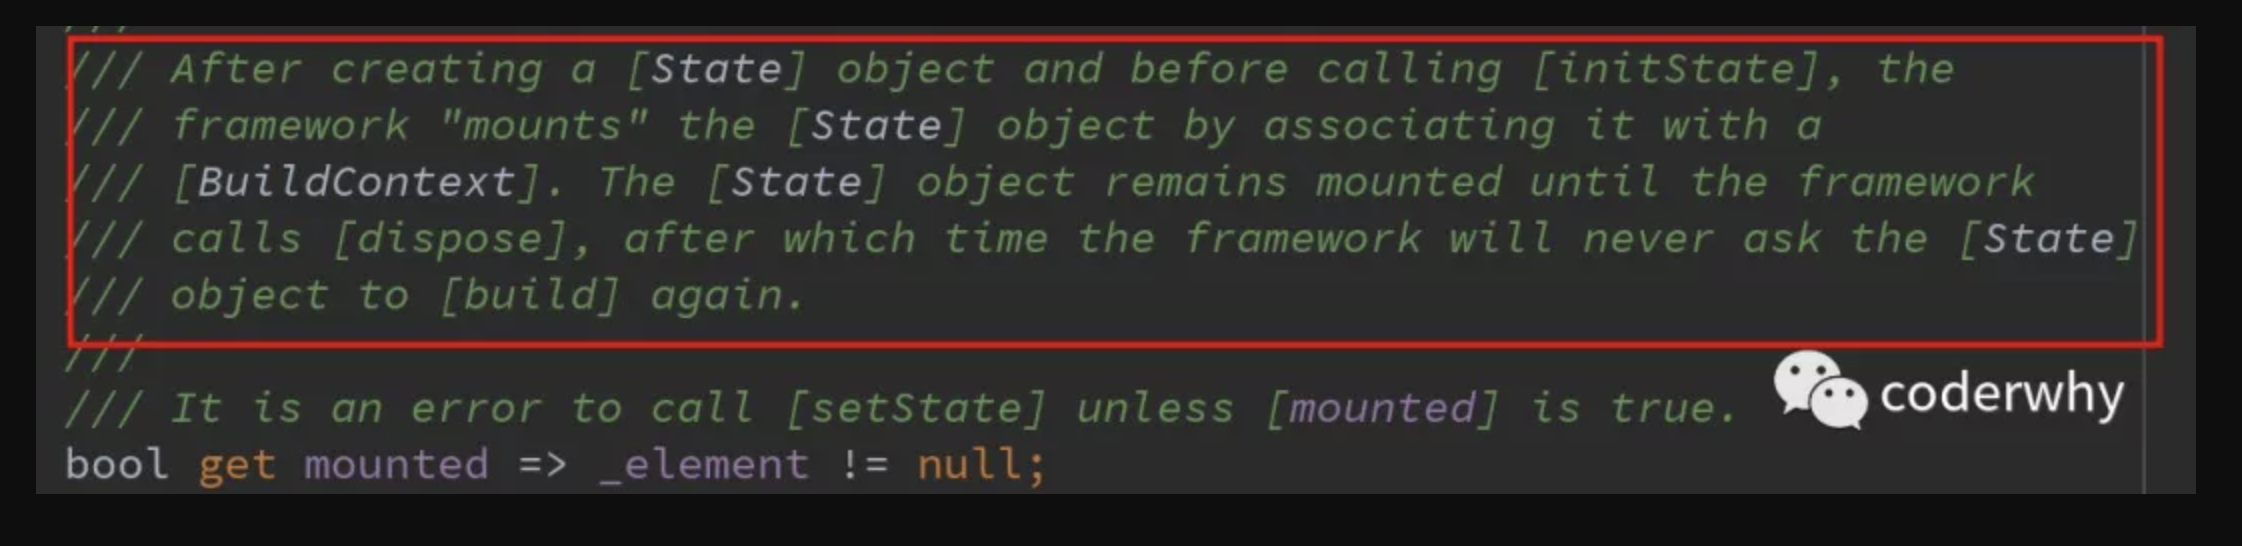 /// After creating a [State] object and before calling [initState], the
/// framework "mounts" the [State] object by associating it with a
/// [BuildContext]. The [State] object remains mounted until the framework
/// calls [dispose], after which time the framework will never ask the [State]
/// object to [build] again.
///
/// It is an error to call [setState] unless [mounted] is true.
coderwhy
bool get mounted => _element != null;